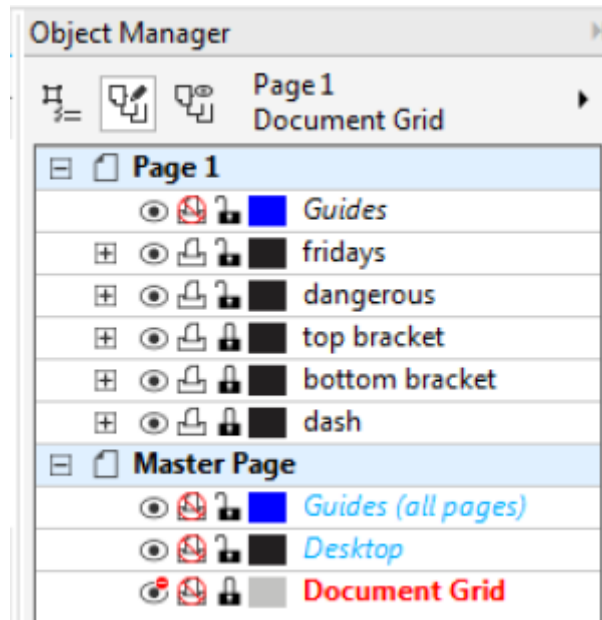 Object Manager
Page 1
Document Grid
Page 1
Guides
fridays
dangerous
top bracket
bottom bracket
dash
Master Page
Guides (all pages)
Desktop
Document Grid